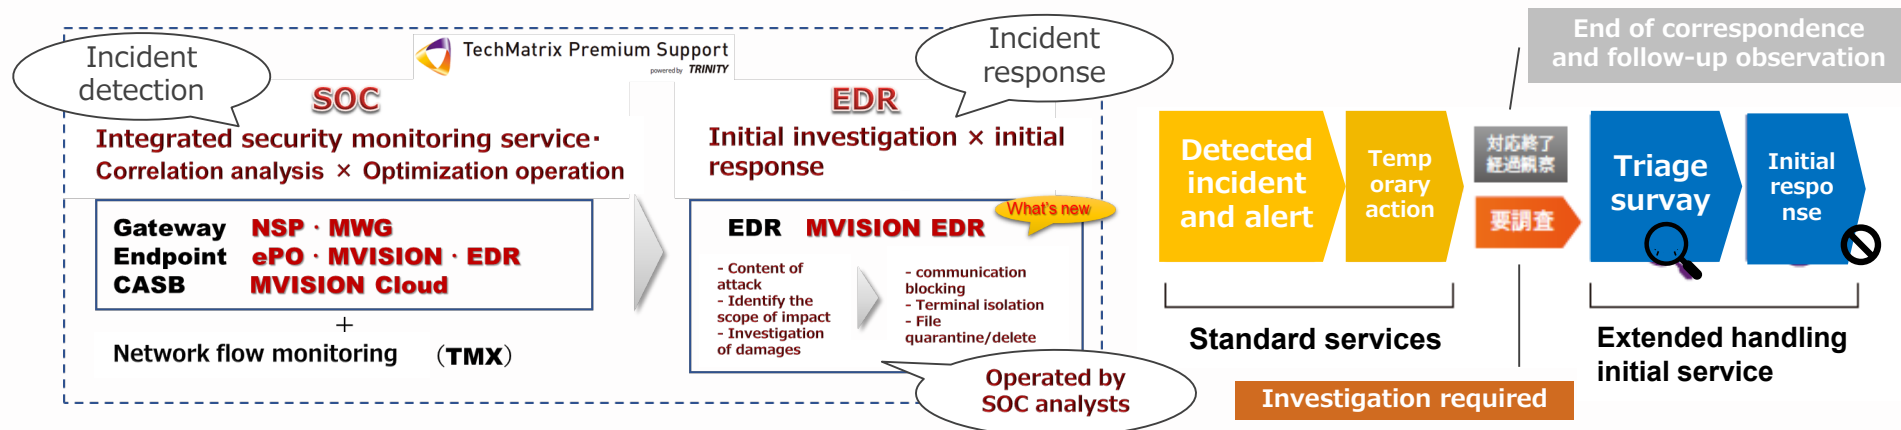 Incident
detection
TechMatrix Premium Support
powered by TRINITY
Incident
response
SOC
Integrated security monitoring service・
Correlation analysis × Optimization operation
Gateway NSP・MWG
Endpoint ePO・MVISION・EDR
CASB MVISION Cloud
+
Network flow monitoring (TMX)
EDR
Initial investigation × initial
response
What's new
EDR MVISION EDR
- Content of
attack
- Identify the
scope of impact
- Investigation
of damages
- communication
blocking
- Terminal isolation
- File
quarantine/delete
Operated by
SOC analysts
End of correspondence
and follow-up observation
Detected
incident
and alert
Temp
orary
action
対応終了
経過観察
要調査
Triage
survay
Initial
respo
nse
Standard services
Extended handling
initial service
Investigation required